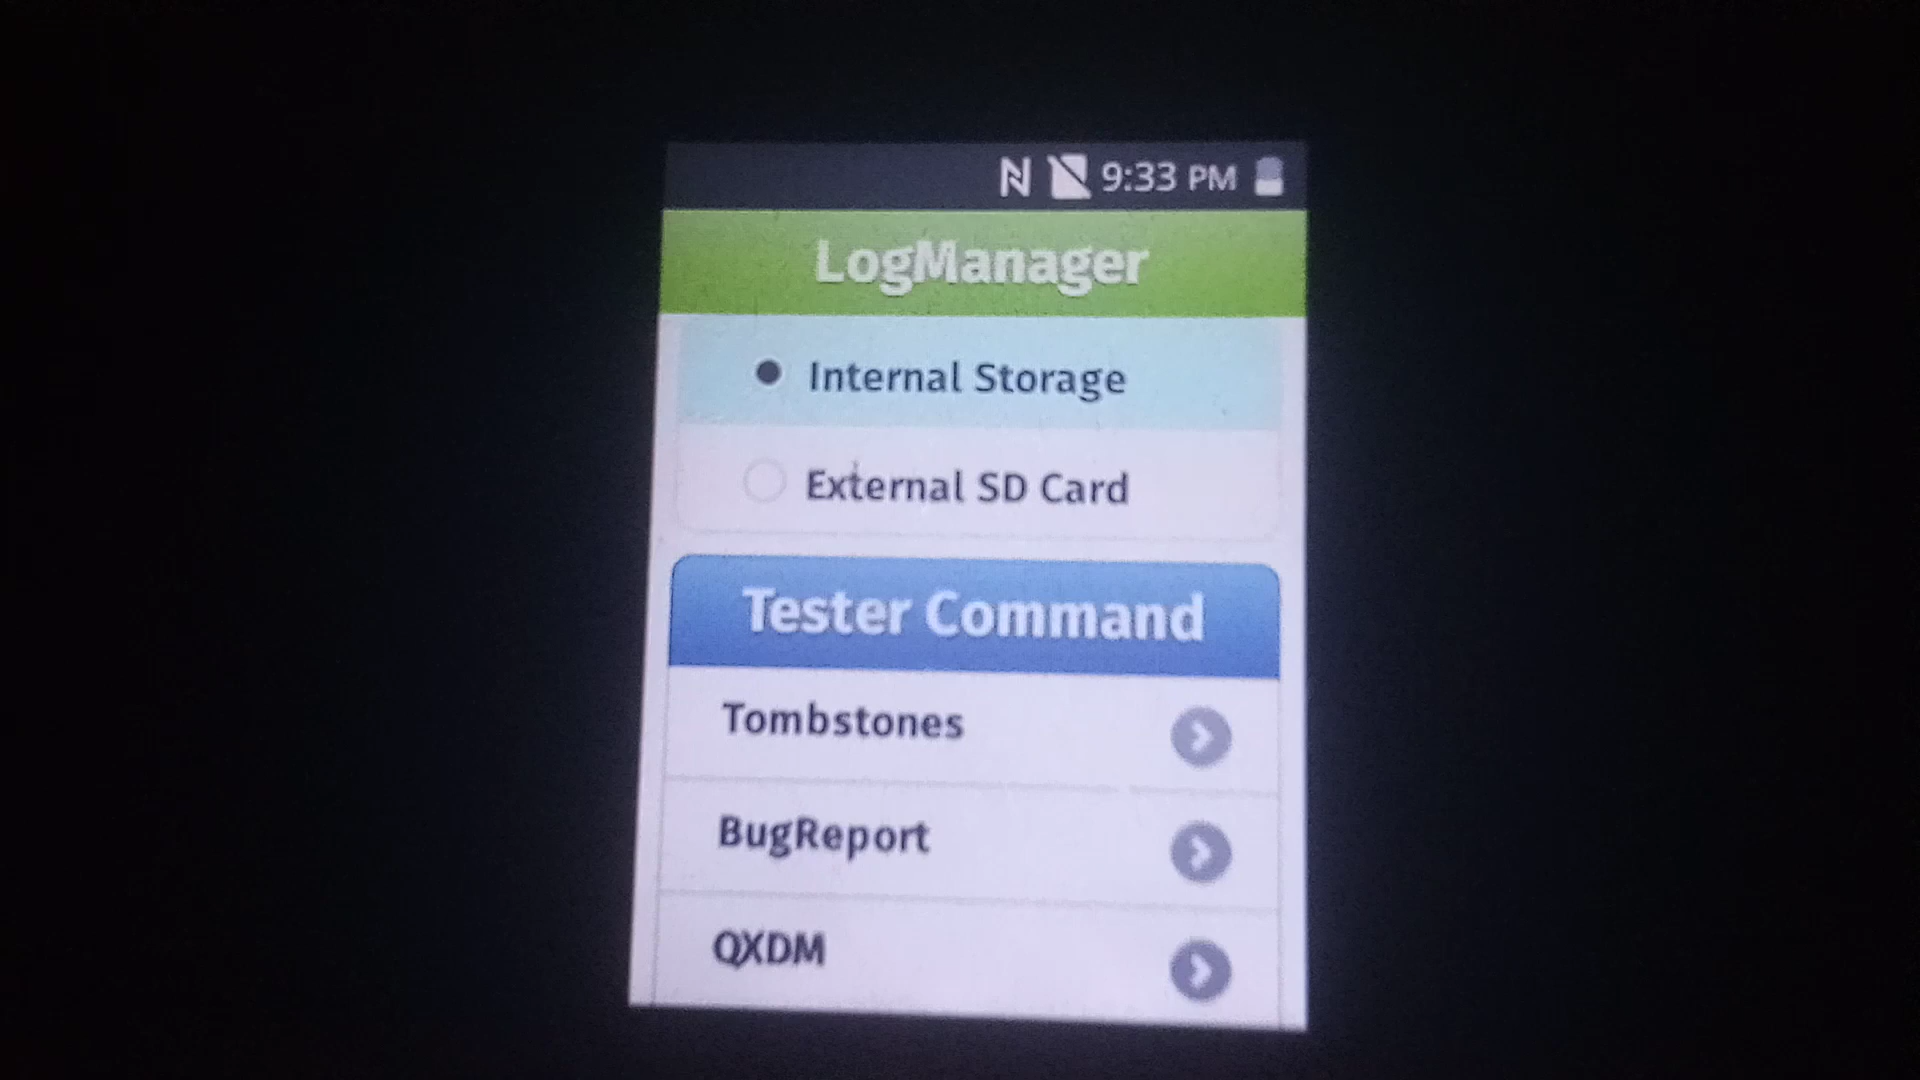 9:33 PM
LogManager
Internal Storage
External SD Card
Tester Command
Tombstones
BugReport
QXDM